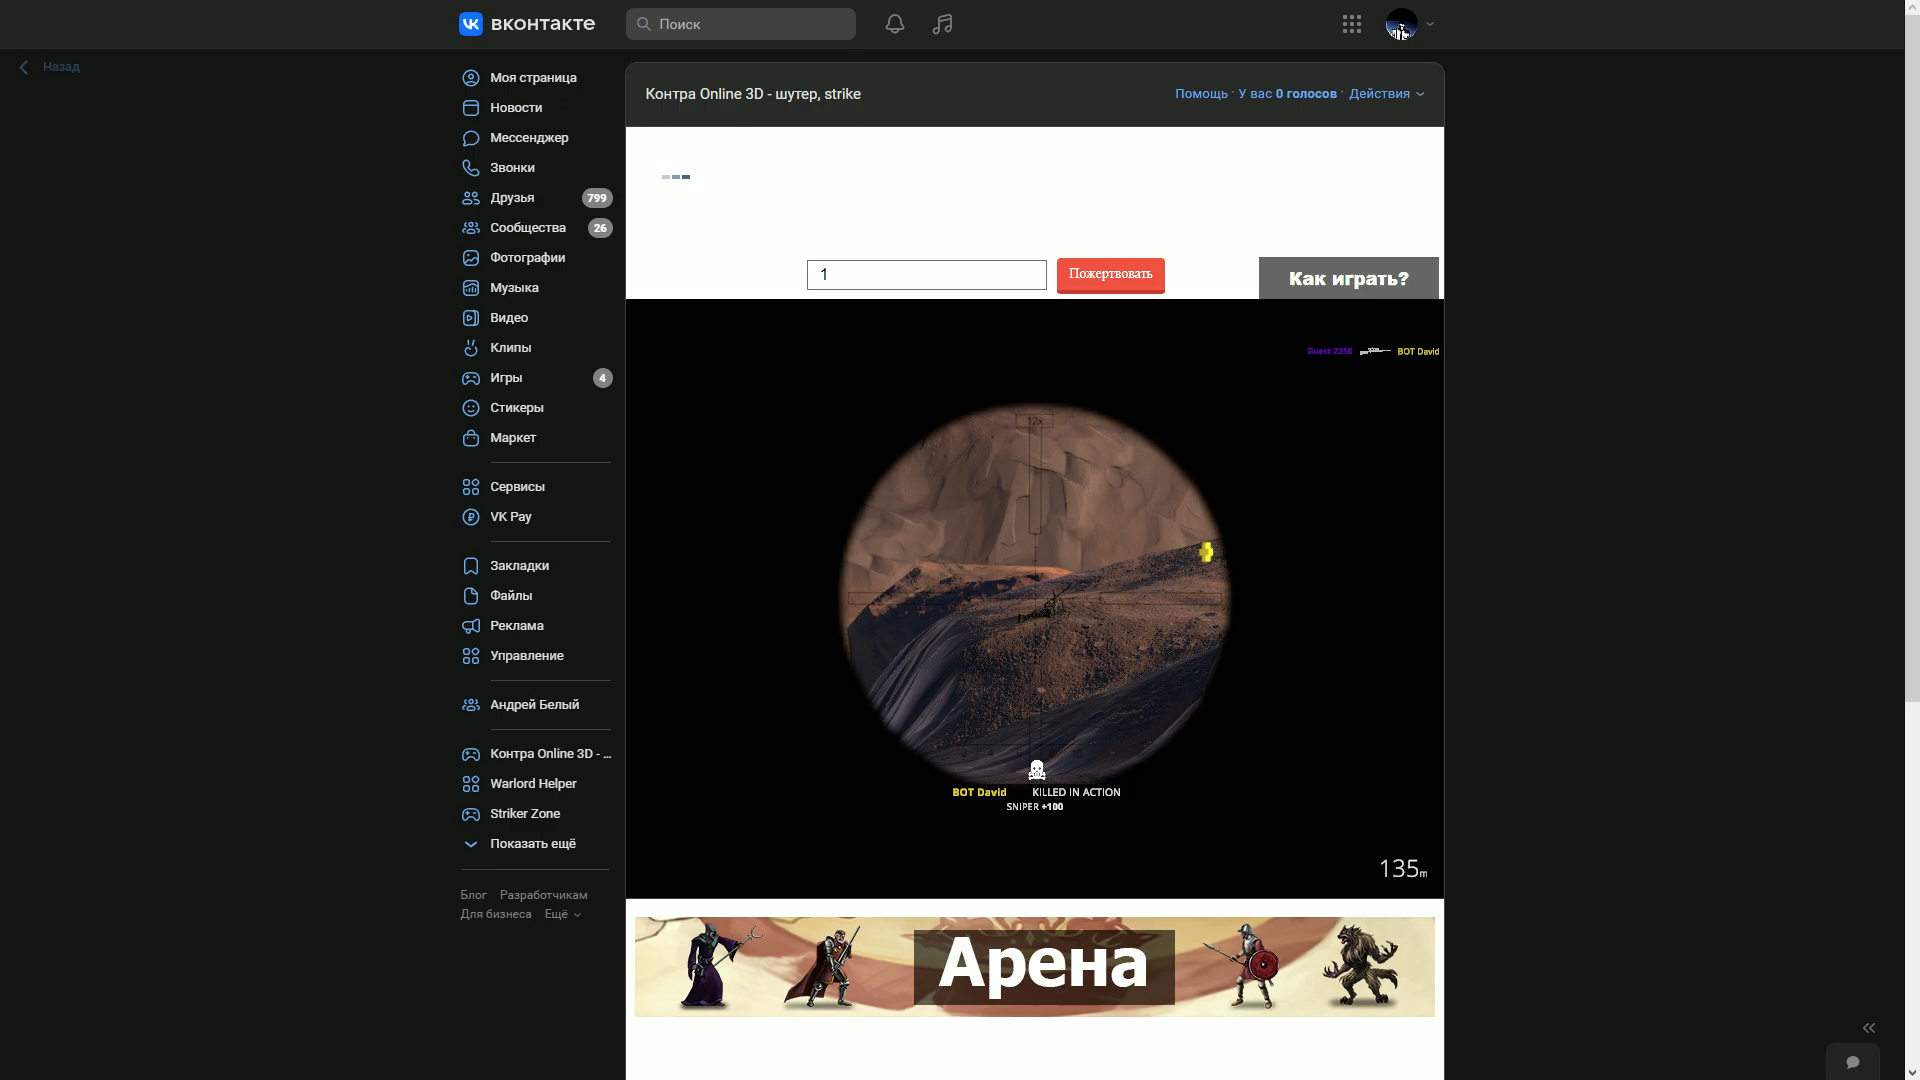 вконтакте
Поиск
Назад
Моя страница
Новости
Мессенджер
Звонки
Друзья 799
Сообщества 26
Фотографии
Музыка
Видео
Клипы
Игры 4
Стикеры
Маркет
Сервисы
VK Pay
Закладки
Файлы
Реклама
Управление
Андрей Белый
Контра Online 3D - ...
Warlord Helper
Striker Zone
Показать ещё
Блог Разработчикам
Для бизнеса Ещё
Контра Online 3D - шутер, strike
Помощь · У вас 0 голосов · Действия
1
Пожертвовать
Как играть?
Guest 2250 BOT David
12x
BOT David KILLED IN ACTION
SNIPER +100
135m
Арена